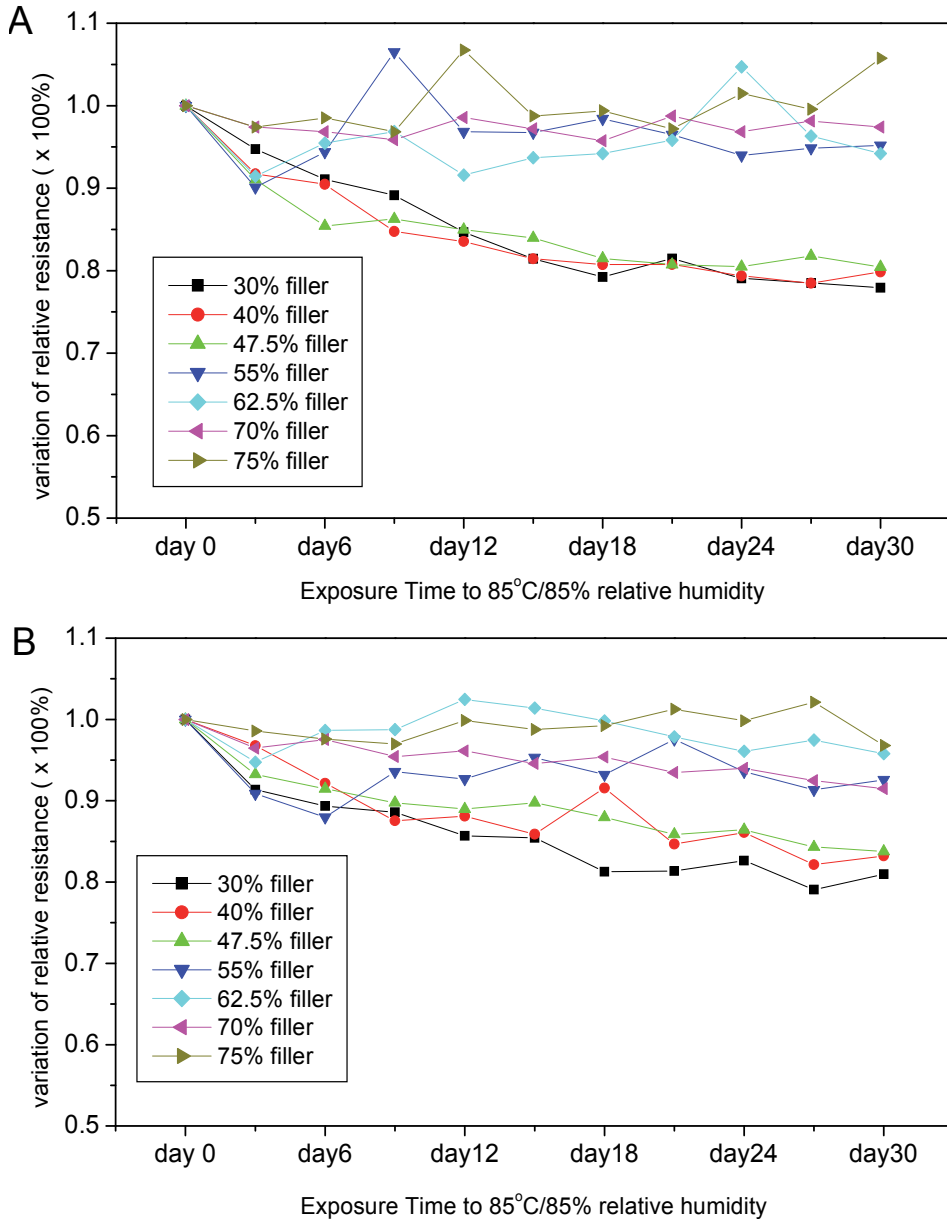 A
variation of relative resistance ( x 100%)
1.1
1.0
0.9
0.8
0.7
0.6
0.5
30% filler
40% filler
47.5% filler
55% filler
62.5% filler
70% filler
75% filler
day 0 day6 day12 day18 day24 day30
Exposure Time to 85°C/85% relative humidity
B
variation of relative resistance ( x 100%)
1.1
1.0
0.9
0.8
0.7
0.6
0.5
30% filler
40% filler
47.5% filler
55% filler
62.5% filler
70% filler
75% filler
day 0 day6 day12 day18 day24 day30
Exposure Time to 85°C/85% relative humidity